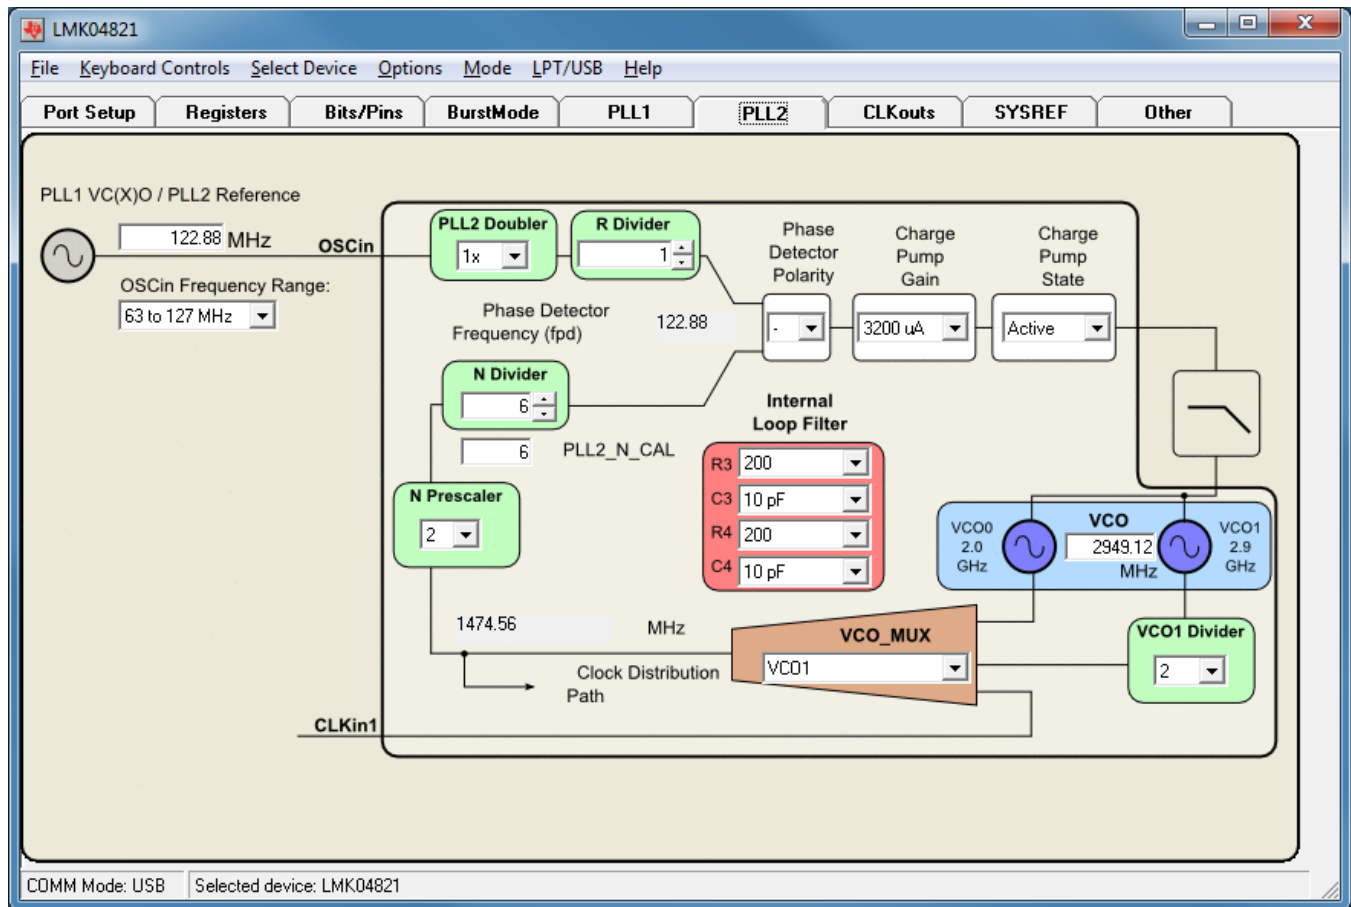 LMK04821
File Keyboard Controls Select Device Options Mode LPT/USB Help
Port Setup Registers Bits/Pins BurstMode PLL1 PLL2 CLKouts SYSREF Other
PLL1 VC(X)O / PLL2 Reference
122.88 MHz
OSCin
OSCin Frequency Range:
63 to 127 MHz
PLL2 Doubler
1x
R Divider
1
Phase
Detector
Polarity
-
Charge
Pump
Gain
3200 uA
Charge
Pump
State
Active
Phase Detector
Frequency (fpd)
122.88
N Divider
6
6 PLL2_N_CAL
N Prescaler
2
Internal
Loop Filter
R3 200
C3 10 pF
R4 200
C4 10 pF
VCO0
2.0
GHz
VCO
2949.12
MHz
VCO1
2.9
GHz
1474.56 MHz
VCO_MUX
VCO1
VCO1 Divider
2
Clock Distribution
Path
CLKin1
COMM Mode: USB Selected device: LMK04821